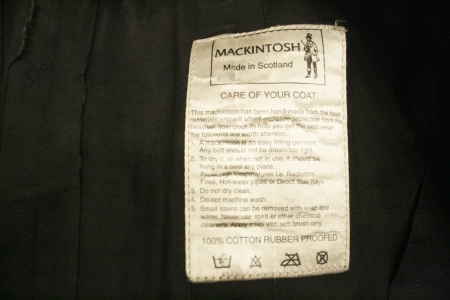 MACKINTOSH
Made in Scotland
CARE OF YOUR COAT
This mackintosh has been hand-made from the best
materials and will afford complete protection from the
heaviest downpour. To help you get the best wear
the following are worth attention.
1. A mackintosh is an easy fitting garment.
Any belt should not be drawn too tight.
2. To dry it, or when not in use, it should be
hung in a cool airy place.
Avoid high temperatures i.e. Radiators,
Fires, Hot-water pipes or Direct Sun Rays.
3. Do not dry clean.
4. Do not machine wash.
5. Small stains can be removed with soap and
water. Never use spirit or other chemical
cleaners. Apply soap with soft brush only.
100% COTTON RUBBER PROOFED